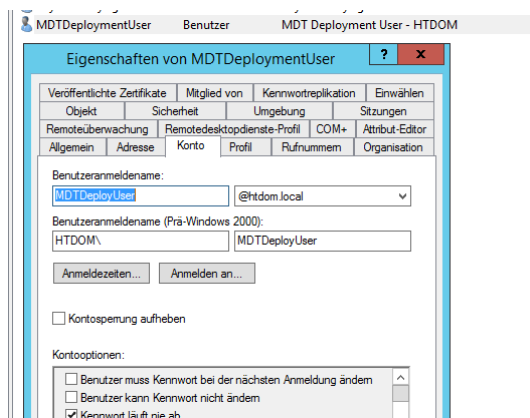 MDTDeploymentUser Benutzer MDT Deployment User - HTDOM
Eigenschaften von MDTDeploymentUser ? x
Veröffentlichte Zertifikate Mitglied von Kennwortreplikation Einwählen
Objekt Sicherheit Umgebung Sitzungen
Remoteüberwachung Remotedesktopdienste-Profil COM+ Attribut-Editor
Allgemein Adresse Konto Profil Rufnummern Organisation
Benutzeranmeldename:
MDTDeployUser @htdom.local
Benutzeranmeldename (Prä-Windows 2000):
HTDOM\ MDTDeployUser
Anmeldezeiten... Anmelden an...
Kontosperrung aufheben
Kontooptionen:
Benutzer muss Kennwort bei der nächsten Anmeldung ändern
Benutzer kann Kennwort nicht ändern
Kennwort läuft nie ab